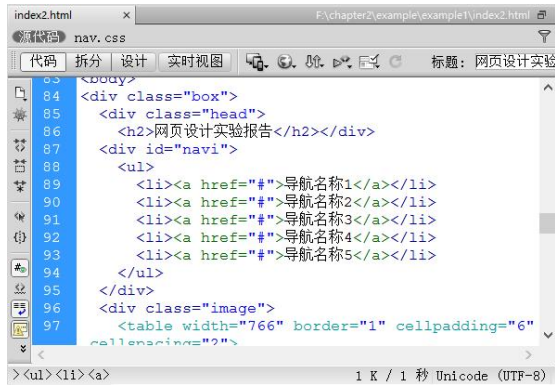 index2.html × F:\chapter2\example\example1\index2.html
源代码 nav.css
代码 拆分 设计 实时视图 标题: 网页设计实验
83 <body>
84 <div class="box">
85 <div class="head">
86 <h2>网页设计实验报告</h2></div>
87 <div id="navi">
88 <ul>
89 <li><a href="#">导航名称1</a></li>
90 <li><a href="#">导航名称2</a></li>
91 <li><a href="#">导航名称3</a></li>
92 <li><a href="#">导航名称4</a></li>
93 <li><a href="#">导航名称5</a></li>
94 </ul>
95 </div>
96 <div class="image">
97 <table width="766" border="1" cellpadding="6"
cellspacing="2">
><ul><li><a> 1 K / 1 秒 Unicode (UTF-8)